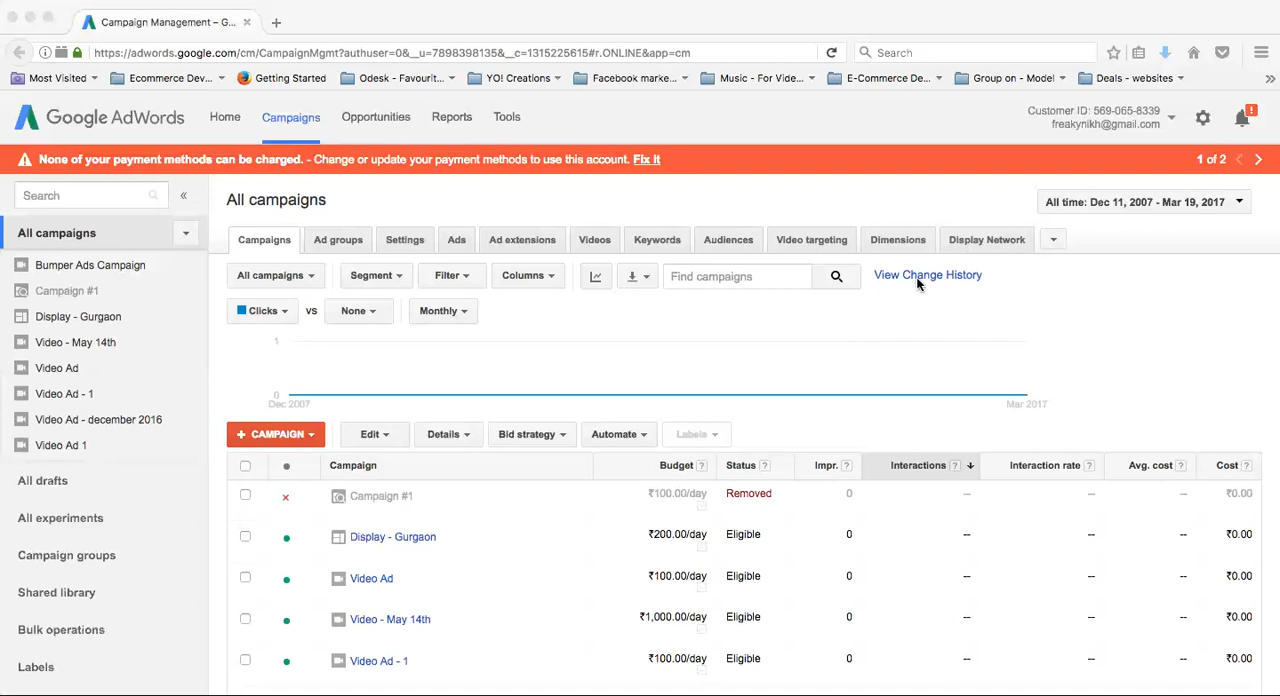 Campaign Management – G...
https://adwords.google.com/cm/CampaignMgmt?authuser=0&__u=7898398135&__c=1315225615#r.ONLINE&app=cm
Search
Most Visited
Ecommerce Dev...
Getting Started
Odesk - Favourit...
YO! Creations
Facebook marke...
Music - For Vide...
E-Commerce De...
Group on - Model
Deals - websites
Google AdWords
Home
Campaigns
Opportunities
Reports
Tools
Customer ID: 569-065-8339
freakynikh@gmail.com
None of your payment methods can be charged. - Change or update your payment methods to use this account. Fix it
1 of 2
Search
All campaigns
Bumper Ads Campaign
Campaign #1
Display - Gurgaon
Video - May 14th
Video Ad
Video Ad - 1
Video Ad - december 2016
Video Ad 1
All drafts
All experiments
Campaign groups
Shared library
Bulk operations
Labels
All campaigns
All time: Dec 11, 2007 - Mar 19, 2017
Campaigns
Ad groups
Settings
Ads
Ad extensions
Videos
Keywords
Audiences
Video targeting
Dimensions
Display Network
All campaigns
Segment
Filter
Columns
Find campaigns
View Change History
Clicks
vs
None
Monthly
1
0
Dec 2007
Mar 2017
+ CAMPAIGN
Edit
Details
Bid strategy
Automate
Labels
Campaign Budget ? Status ? Impr. ? Interactions ? Interaction rate ? Avg. cost ? Cost ?
Campaign #1 ₹100.00/day Removed 0 -- -- -- ₹0.00
Display - Gurgaon ₹200.00/day Eligible 0 -- -- -- ₹0.00
Video Ad ₹100.00/day Eligible 0 -- -- -- ₹0.00
Video - May 14th ₹1,000.00/day Eligible 0 -- -- -- ₹0.00
Video Ad - 1 ₹100.00/day Eligible 0 -- -- -- ₹0.00